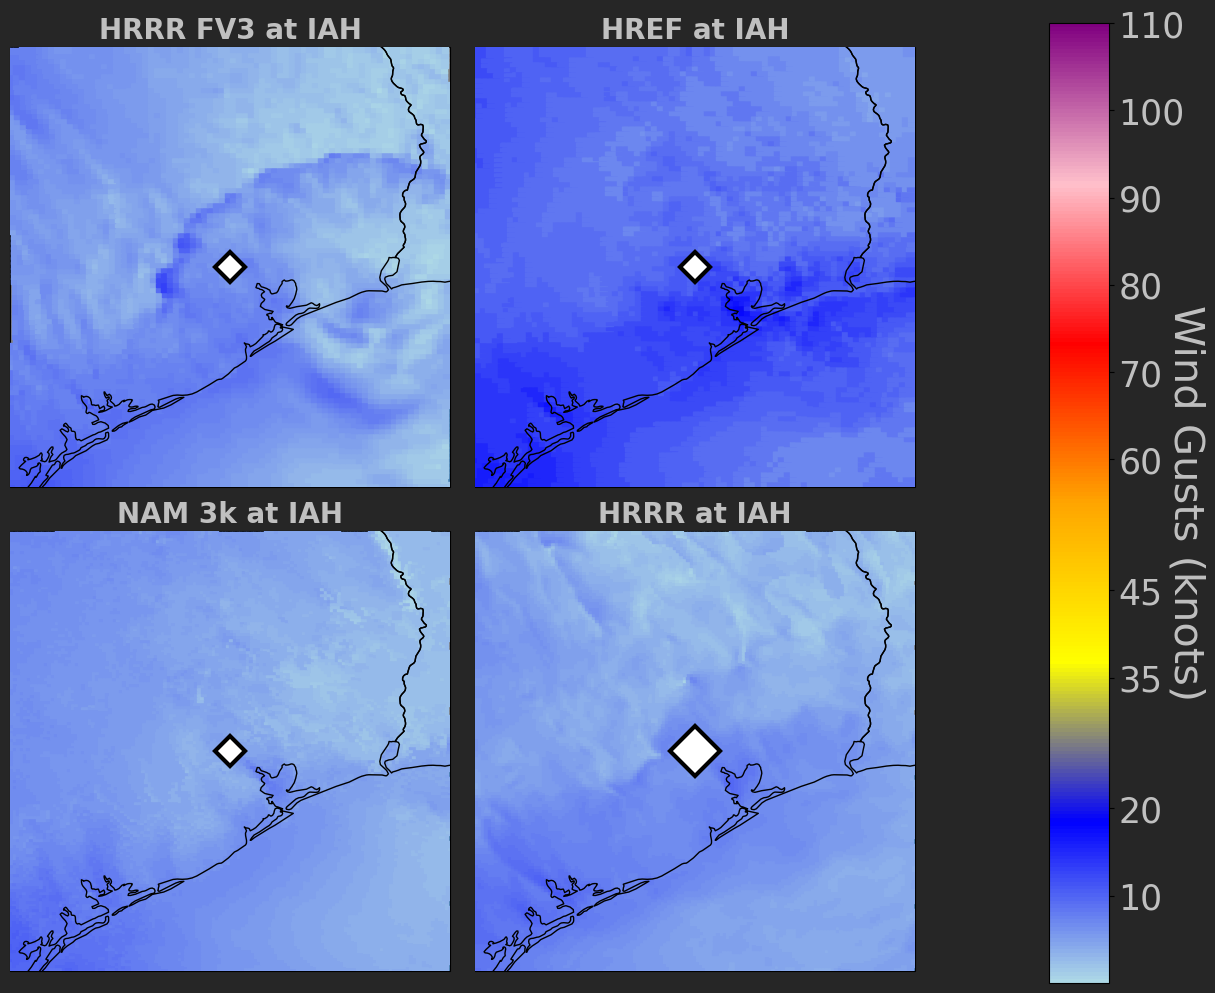 HRRR FV3 at IAH
HREF at IAH
NAM 3k at IAH
HRRR at IAH
110
100
90
80
70
60
45
35
20
10
Wind Gusts (knots)